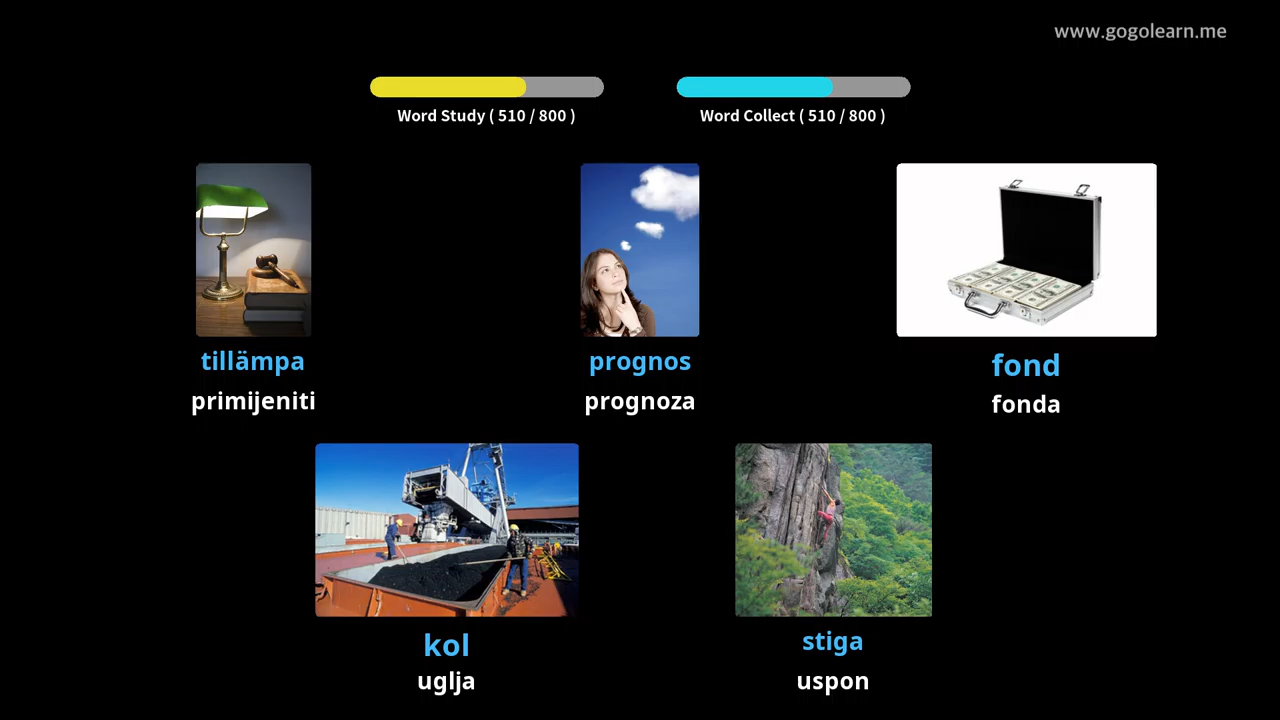 www.gogolearn.me
Word Study ( 510 / 800 )
Word Collect ( 510 / 800 )
tillämpa
primijeniti
prognos
prognoza
fond
fonda
kol
uglja
stiga
uspon